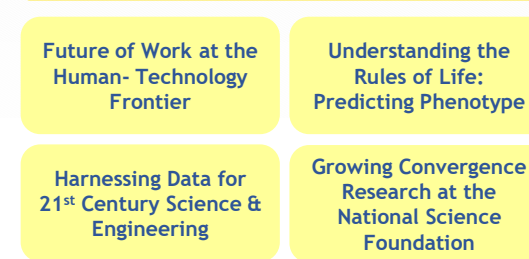 Future of Work at the
Human- Technology
Frontier
Understanding the
Rules of Life:
Predicting Phenotype
Harnessing Data for
21st Century Science &
Engineering
Growing Convergence
Research at the
National Science
Foundation